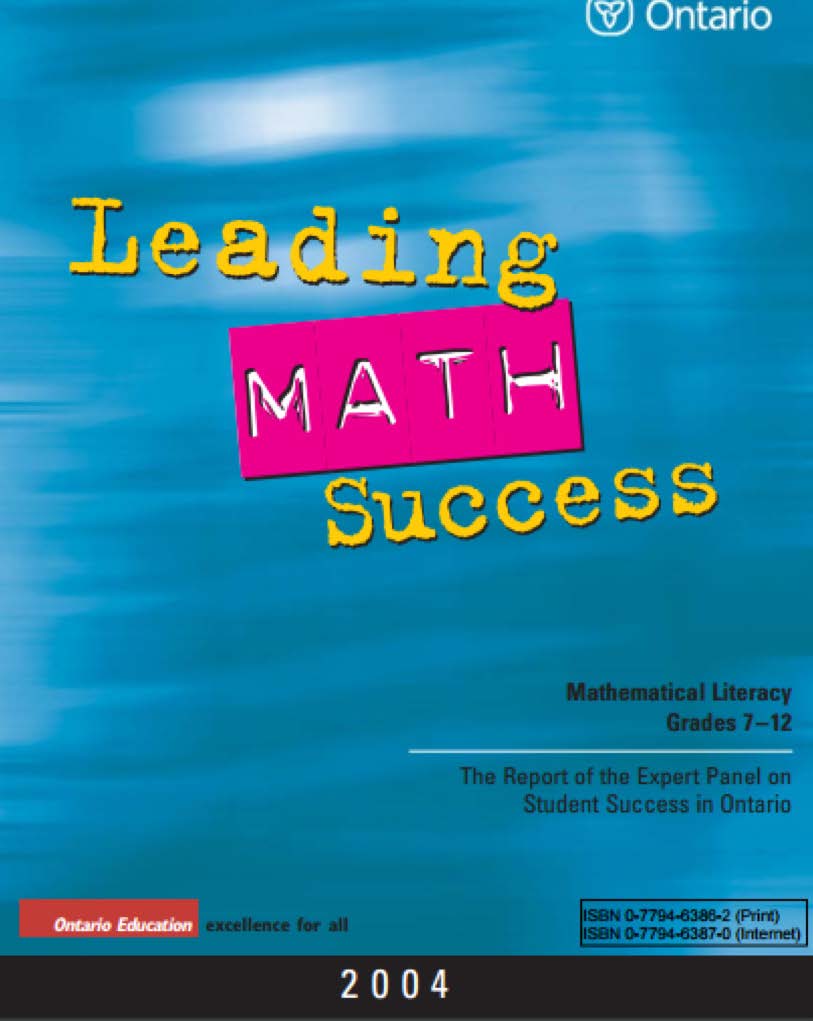 Ontario
Leading
MATH
Success
Mathematical Literacy
Grades 7–12
The Report of the Expert Panel on
Student Success in Ontario
Ontario Education excellence for all
ISBN 0-7794-6386-2 (Print)
ISBN 0-7794-6387-0 (Internet)
2004